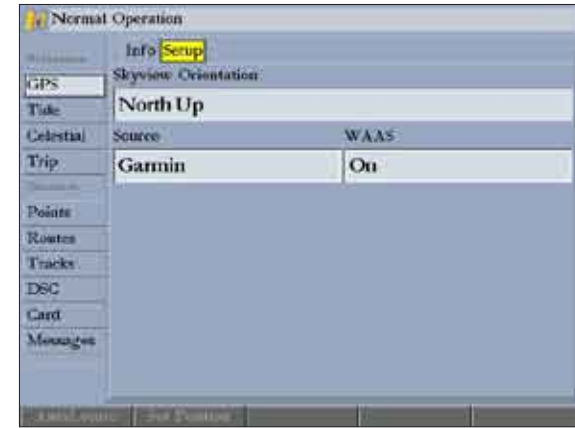 Normal Operation
Info Setup
GPS
Skyview Orientation
North Up
Tide
Celestial
Source WAAS
Trip
Garmin On
Points
Routes
Tracks
DSC
Card
Messages
Set Position